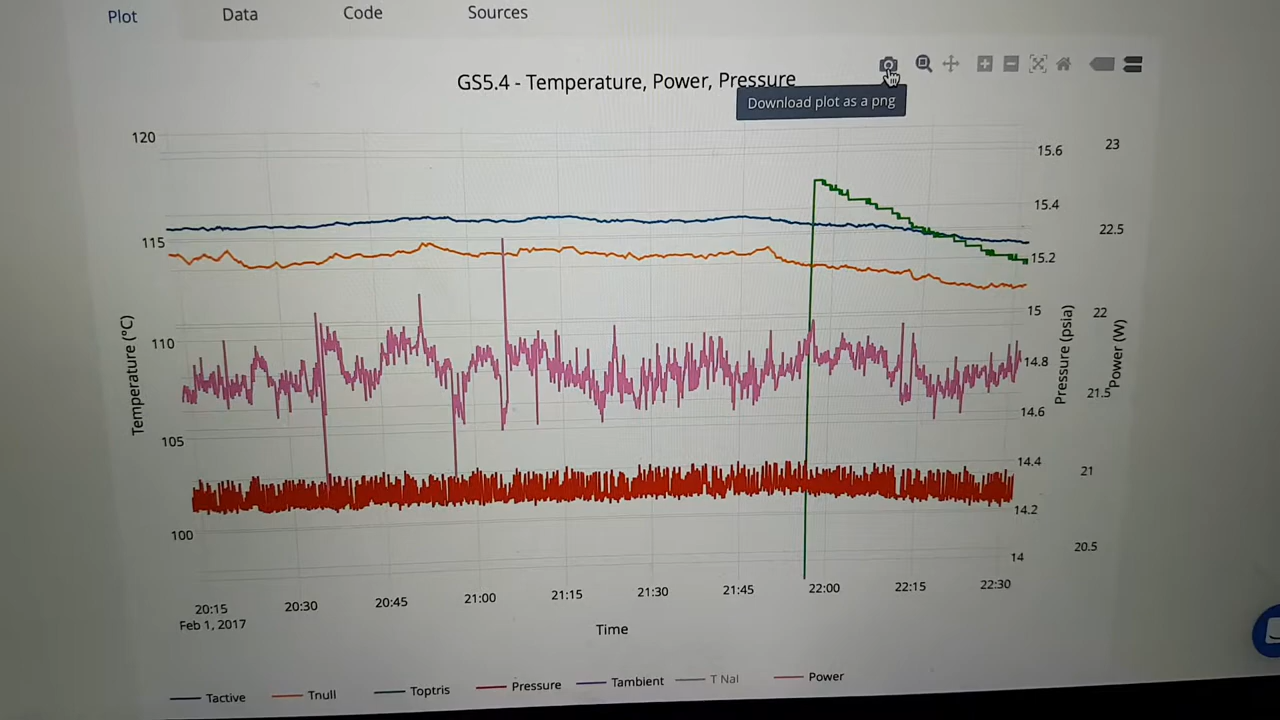 Plot Data Code Sources
GS5.4 - Temperature, Power, Pressure
Download plot as a png
120
115
110
105
100
Temperature (°C)
15.6
15.4
15.2
15
14.8
14.6
14.4
14.2
14
Pressure (psia)
23
22.5
22
21.5
21
20.5
Power (W)
20:15 20:30 20:45 21:00 21:15 21:30 21:45 22:00 22:15 22:30
Feb 1, 2017
Time
Tactive Tnull Toptris Pressure Tambient T Nal Power